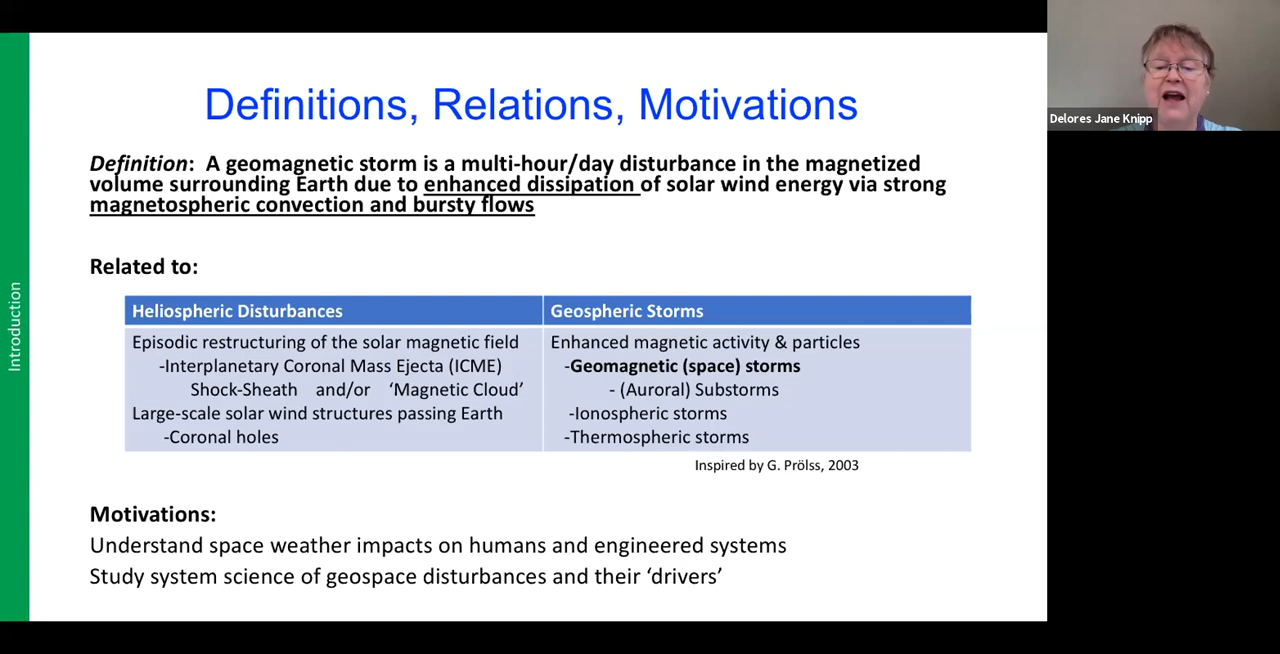 Definitions, Relations, Motivations
Delores Jane Knipp
Definition:  A geomagnetic storm is a multi-hour/day disturbance in the magnetized
volume surrounding Earth due to enhanced dissipation of solar wind energy via strong
magnetospheric convection and bursty flows
Introduction
Related to:
Heliospheric Disturbances
Episodic restructuring of the solar magnetic field
-Interplanetary Coronal Mass Ejecta (ICME)
Shock-Sheath and/or ‘Magnetic Cloud’
Large-scale solar wind structures passing Earth
-Coronal holes
Geospheric Storms
Enhanced magnetic activity & particles
-Geomagnetic (space) storms
- (Auroral) Substorms
-Ionospheric storms
-Thermospheric storms
Inspired by G. Prölss, 2003
Motivations:
Understand space weather impacts on humans and engineered systems
Study system science of geospace disturbances and their ‘drivers’